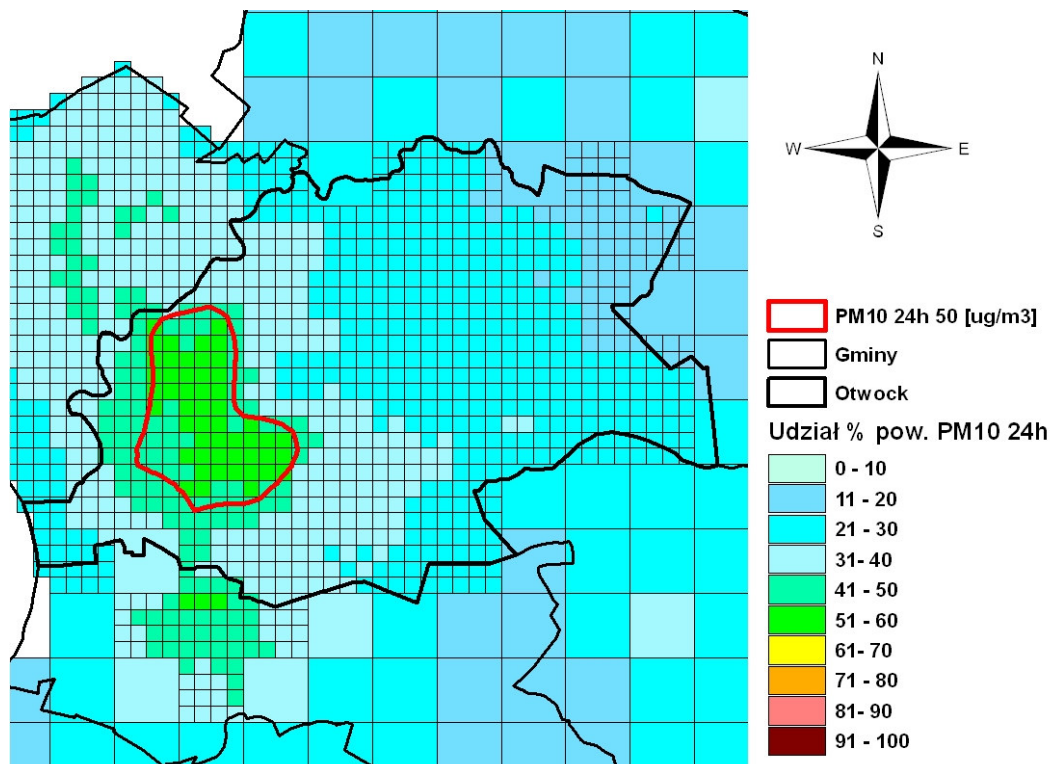 N
W
E
S
PM10 24h 50 [ug/m3]
Gminy
Otwock
Udział % pow. PM10 24h
0 - 10
11 - 20
21 - 30
31 - 40
41 - 50
51 - 60
61- 70
71 - 80
81- 90
91 - 100